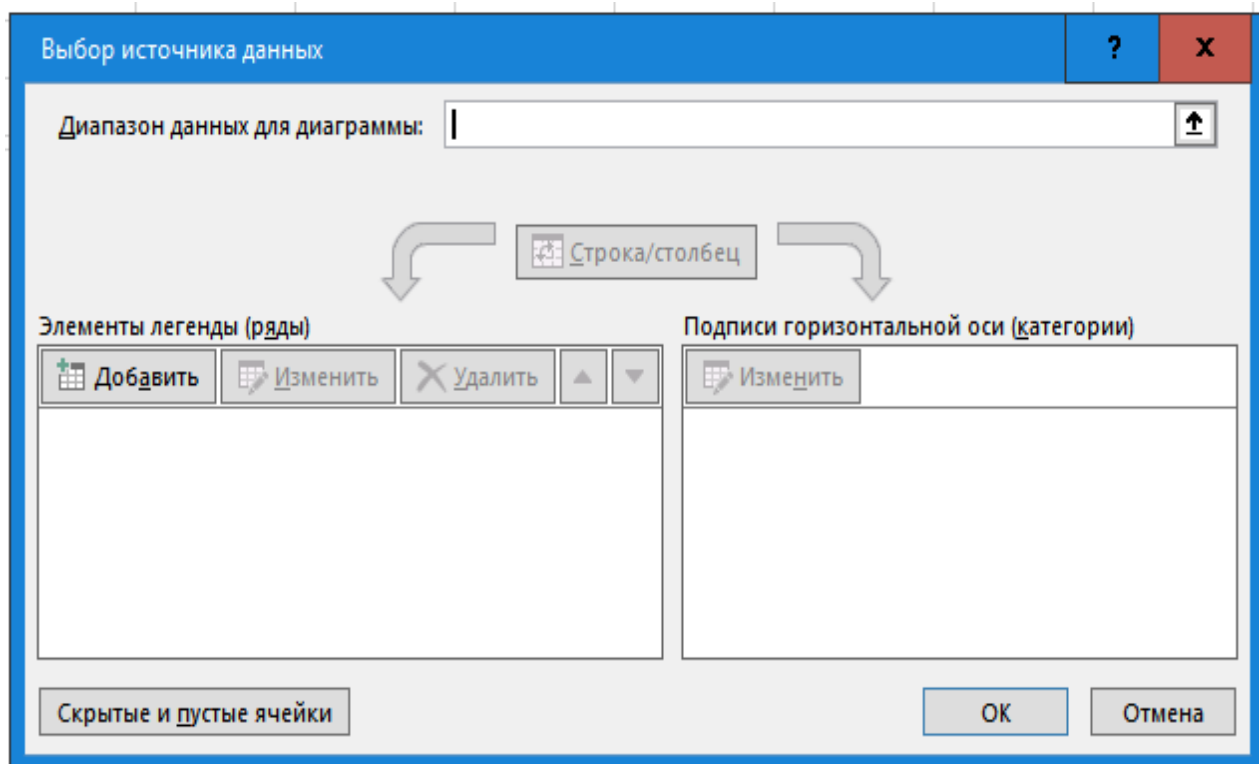 Выбор источника данных ? x
Диапазон данных для диаграммы:
Строка/столбец
Элементы легенды (ряды)
Добавить Изменить Удалить
Подписи горизонтальной оси (категории)
Изменить
Скрытые и пустые ячейки OK Отмена